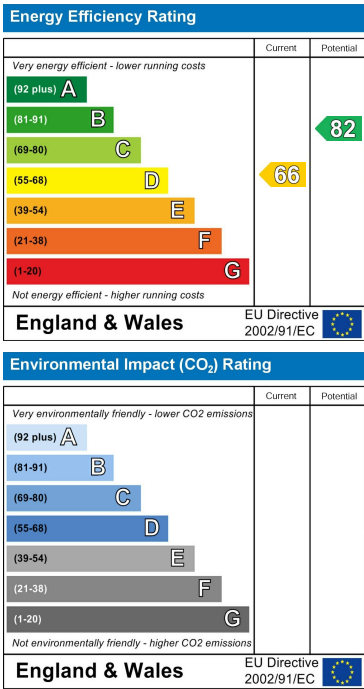 Energy Efficiency Rating
Current Potential
Very energy efficient - lower running costs
(92 plus) A
(81-91) B
(69-80) C
(55-68) D
(39-54) E
(21-38) F
(1-20) G
82
66
Not energy efficient - higher running costs
England & Wales
EU Directive
2002/91/EC
Environmental Impact (CO₂) Rating
Current Potential
Very environmentally friendly - lower CO2 emissions
(92 plus) A
(81-91) B
(69-80) C
(55-68) D
(39-54) E
(21-38) F
(1-20) G
Not environmentally friendly - higher CO2 emissions
England & Wales
EU Directive
2002/91/EC